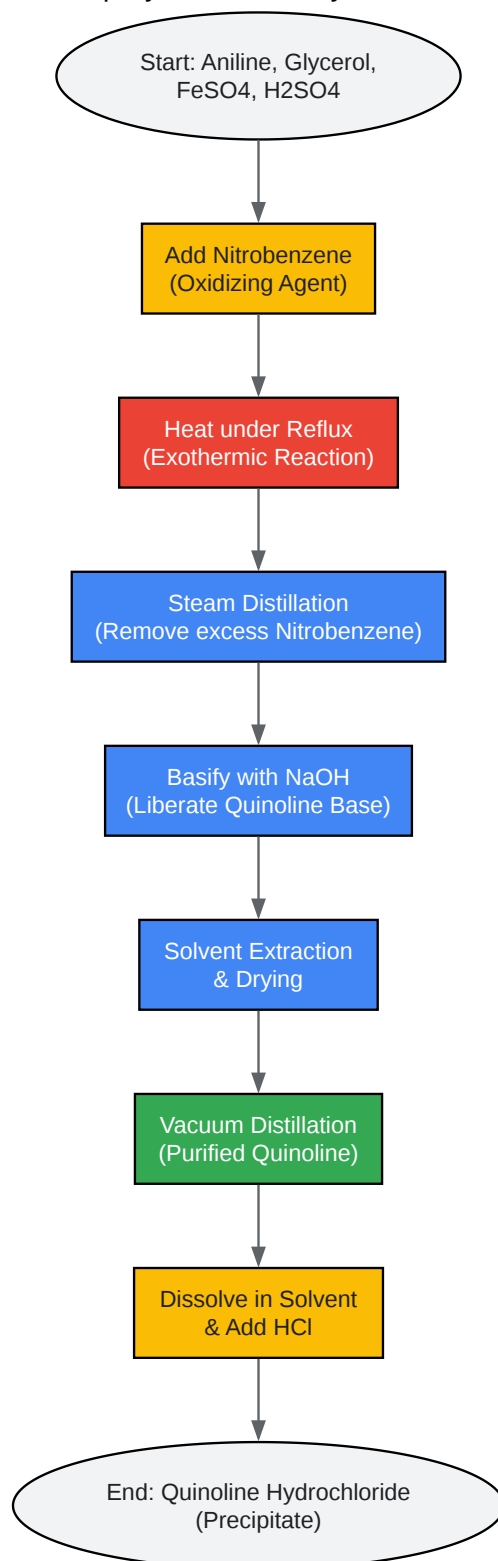 Start: Aniline, Glycerol,
FeSO4, H2SO4
Add Nitrobenzene
(Oxidizing Agent)
Heat under Reflux
(Exothermic Reaction)
Steam Distillation
(Remove excess Nitrobenzene)
Basify with NaOH
(Liberate Quinoline Base)
Solvent Extraction
& Drying
Vacuum Distillation
(Purified Quinoline)
Dissolve in Solvent
& Add HCl
End: Quinoline Hydrochloride
(Precipitate)